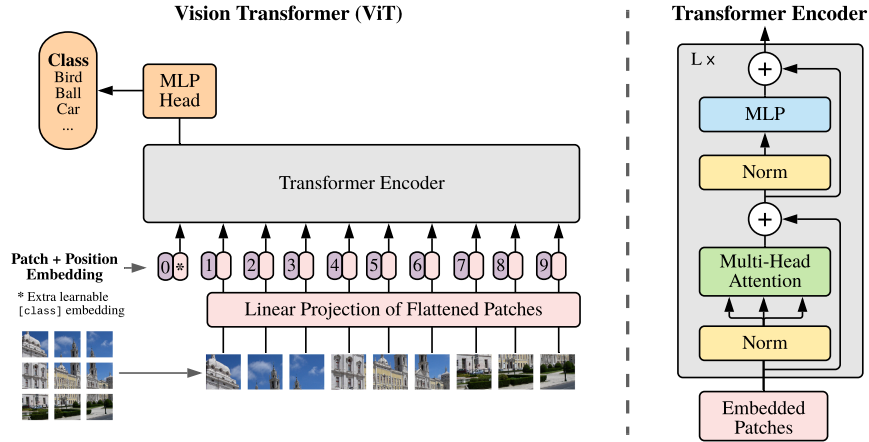 Vision Transformer (ViT)
Class
Bird
Ball
Car
...
MLP
Head
Transformer Encoder
0 * 1 2 3 4 5 6 7 8 9
Patch + Position
Embedding
* Extra learnable
[class] embedding
Linear Projection of Flattened Patches
Transformer Encoder
L x
+
MLP
Norm
+
Multi-Head
Attention
Norm
Embedded
Patches